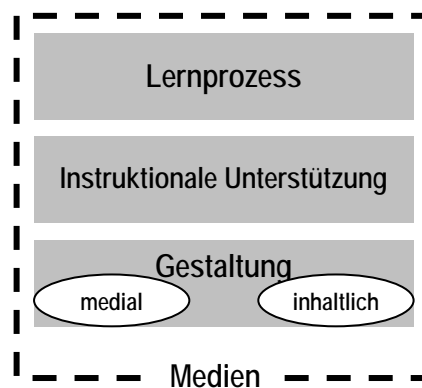 Lernprozess
Instruktionale Unterstützung
Gestaltung
medial inhaltlich
Medien